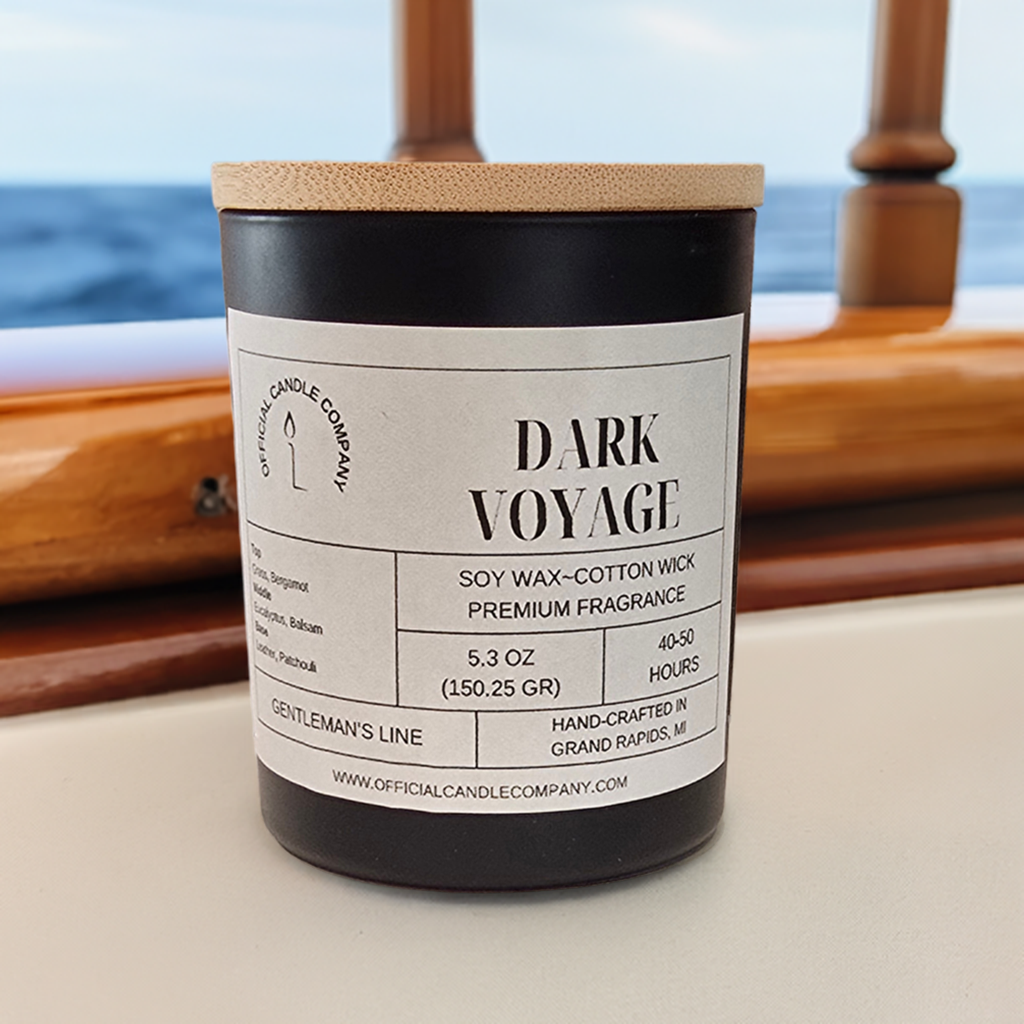 OFFICIAL CANDLE COMPANY
DARK
VOYAGE
Top
Grass, Bergamot
Middle
Eucalyptus, Balsam
Base
Leather, Patchouli
SOY WAX~COTTON WICK
PREMIUM FRAGRANCE
5.3 OZ
(150.25 GR)
40-50
HOURS
GENTLEMAN'S LINE
HAND-CRAFTED IN
GRAND RAPIDS, MI
WWW.OFFICIALCANDLECOMPANY.COM